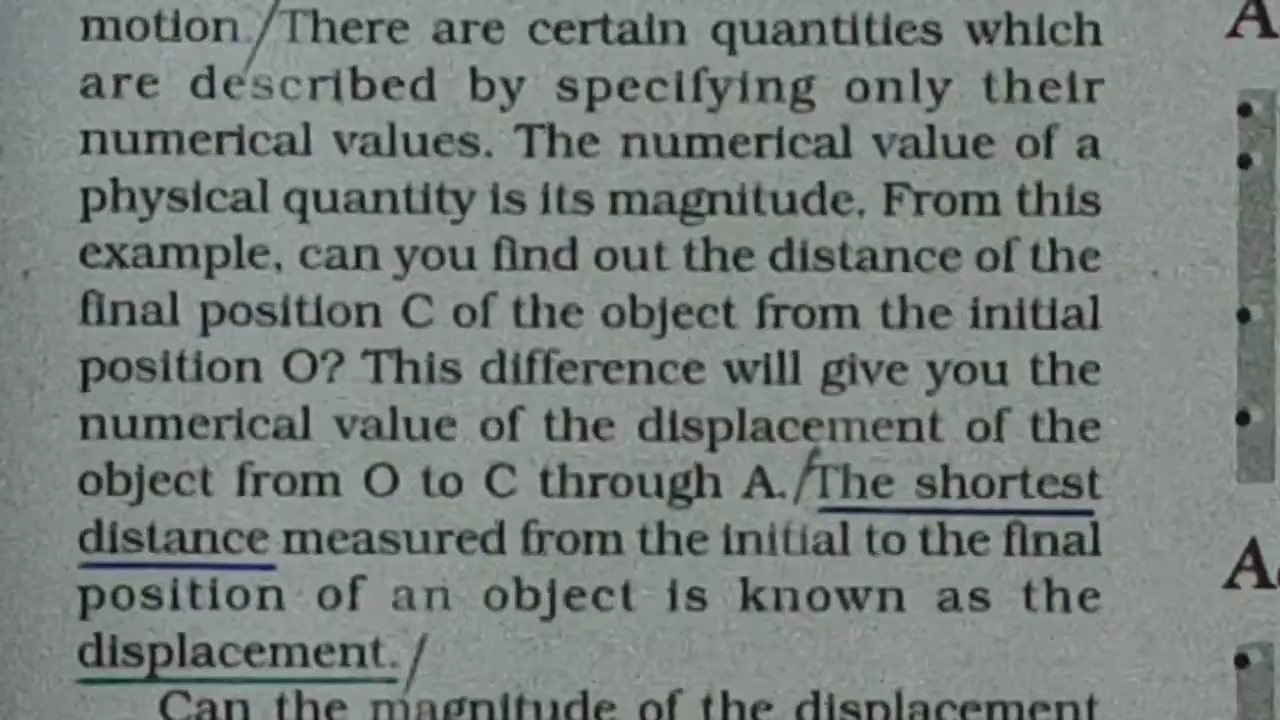 motion. There are certain quantities which
are described by specifying only their
numerical values. The numerical value of a
physical quantity is its magnitude. From this
example, can you find out the distance of the
final position C of the object from the initial
position O? This difference will give you the
numerical value of the displacement of the
object from O to C through A. The shortest
distance measured from the initial to the final
position of an object is known as the
displacement.
Can the magnitude of the displacement
A
A